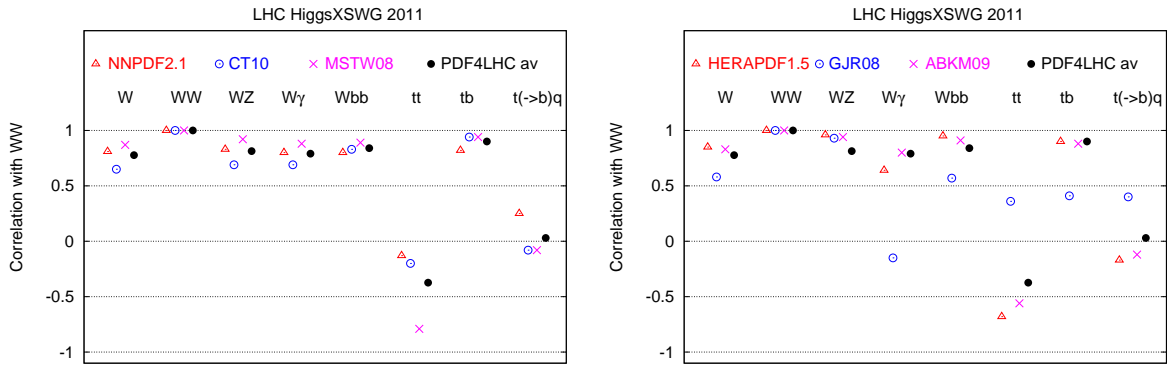 LHC HiggsXSWG 2011
NNPDF2.1 CT10 MSTW08 PDF4LHC av
W WW WZ Wγ Wbb tt tb t(->b)q
1
0.5
0
-0.5
-1
Correlation with WW
LHC HiggsXSWG 2011
HERAPDF1.5 GJR08 ABKM09 PDF4LHC av
W WW WZ Wγ Wbb tt tb t(->b)q
1
0.5
0
-0.5
-1
Correlation with WW